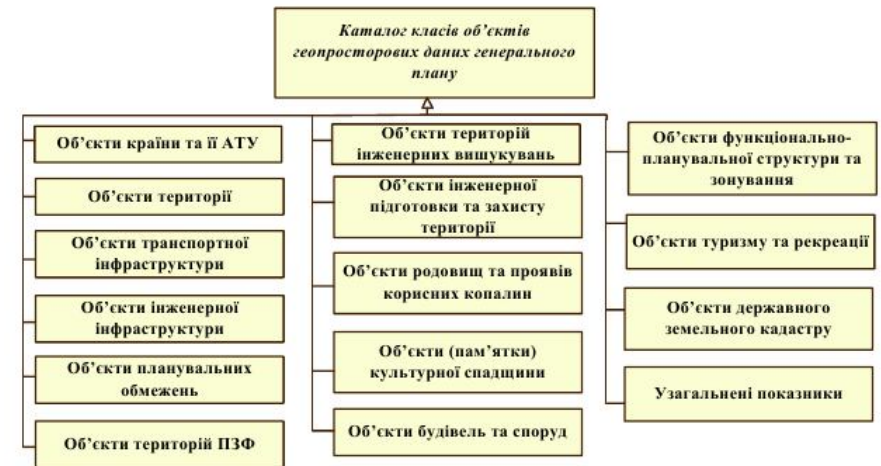 Каталог класів об’єктів
геопросторових даних генерального
плану
Об’єкти країни та її АТУ
Об’єкти території
Об’єкти транспортної
інфраструктури
Об’єкти інженерної
інфраструктури
Об’єкти планувальних
обмежень
Об’єкти територій ПЗФ
Об’єкти територій
інженерних вишукувань
Об’єкти інженерної
підготовки та захисту
території
Об’єкти родовищ та проявів
корисних копалин
Об’єкти (пам’ятки)
культурної спадщини
Об’єкти будівель та споруд
Об’єкти функціонально-
планувальної структури та
зонування
Об’єкти туризму та рекреації
Об’єкти державного
земельного кадастру
Узагальнені показники